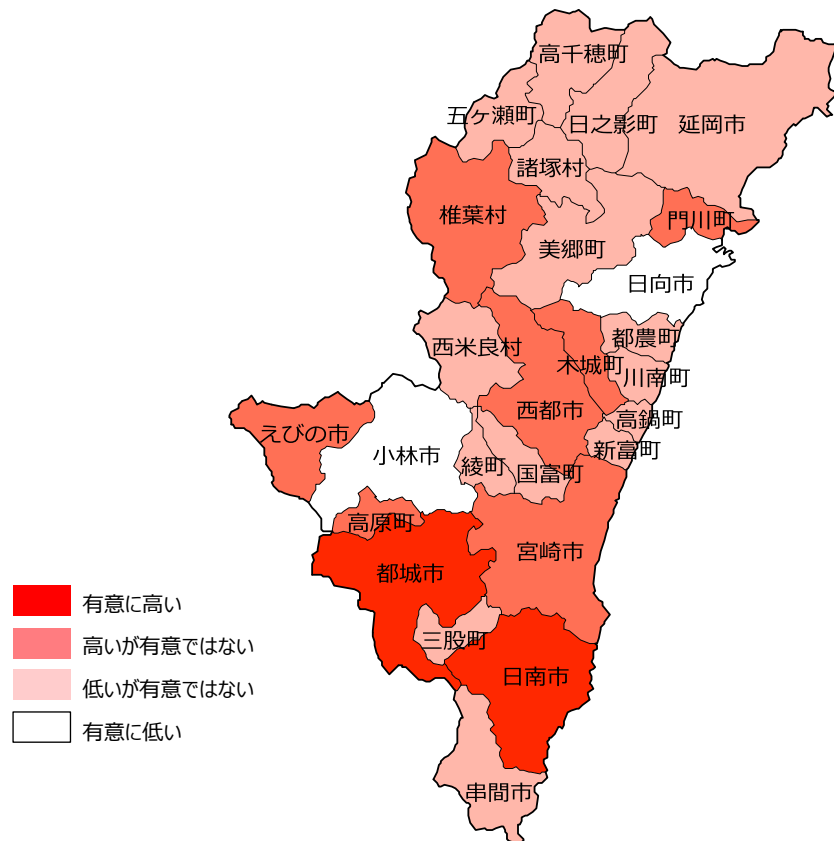 高千穂町
五ヶ瀬町
日之影町
延岡市
諸塚村
椎葉村
門川町
美郷町
日向市
都農町
西米良村
木城町
川南町
西都市
高鍋町
えびの市
新富町
小林市
綾町
国富町
高原町
宮崎市
都城市
三股町
日南市
串間市
有意に高い
高いが有意ではない
低いが有意ではない
有意に低い